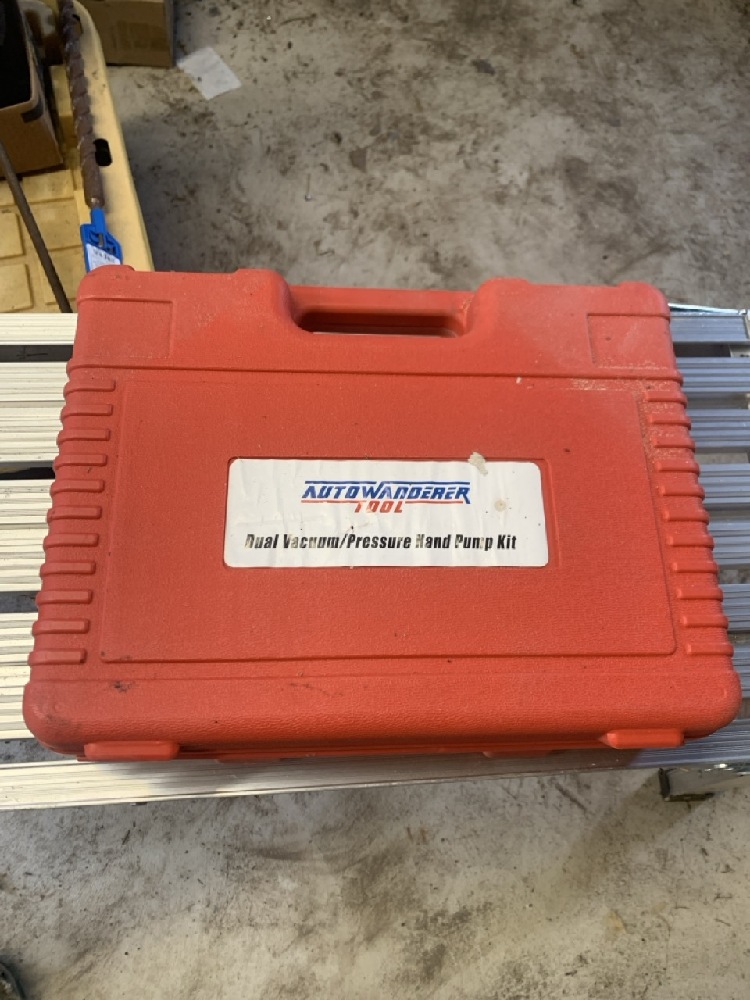 AUTOWANDERER
TOOL
Dual Vacuum/Pressure Hand Pump Kit